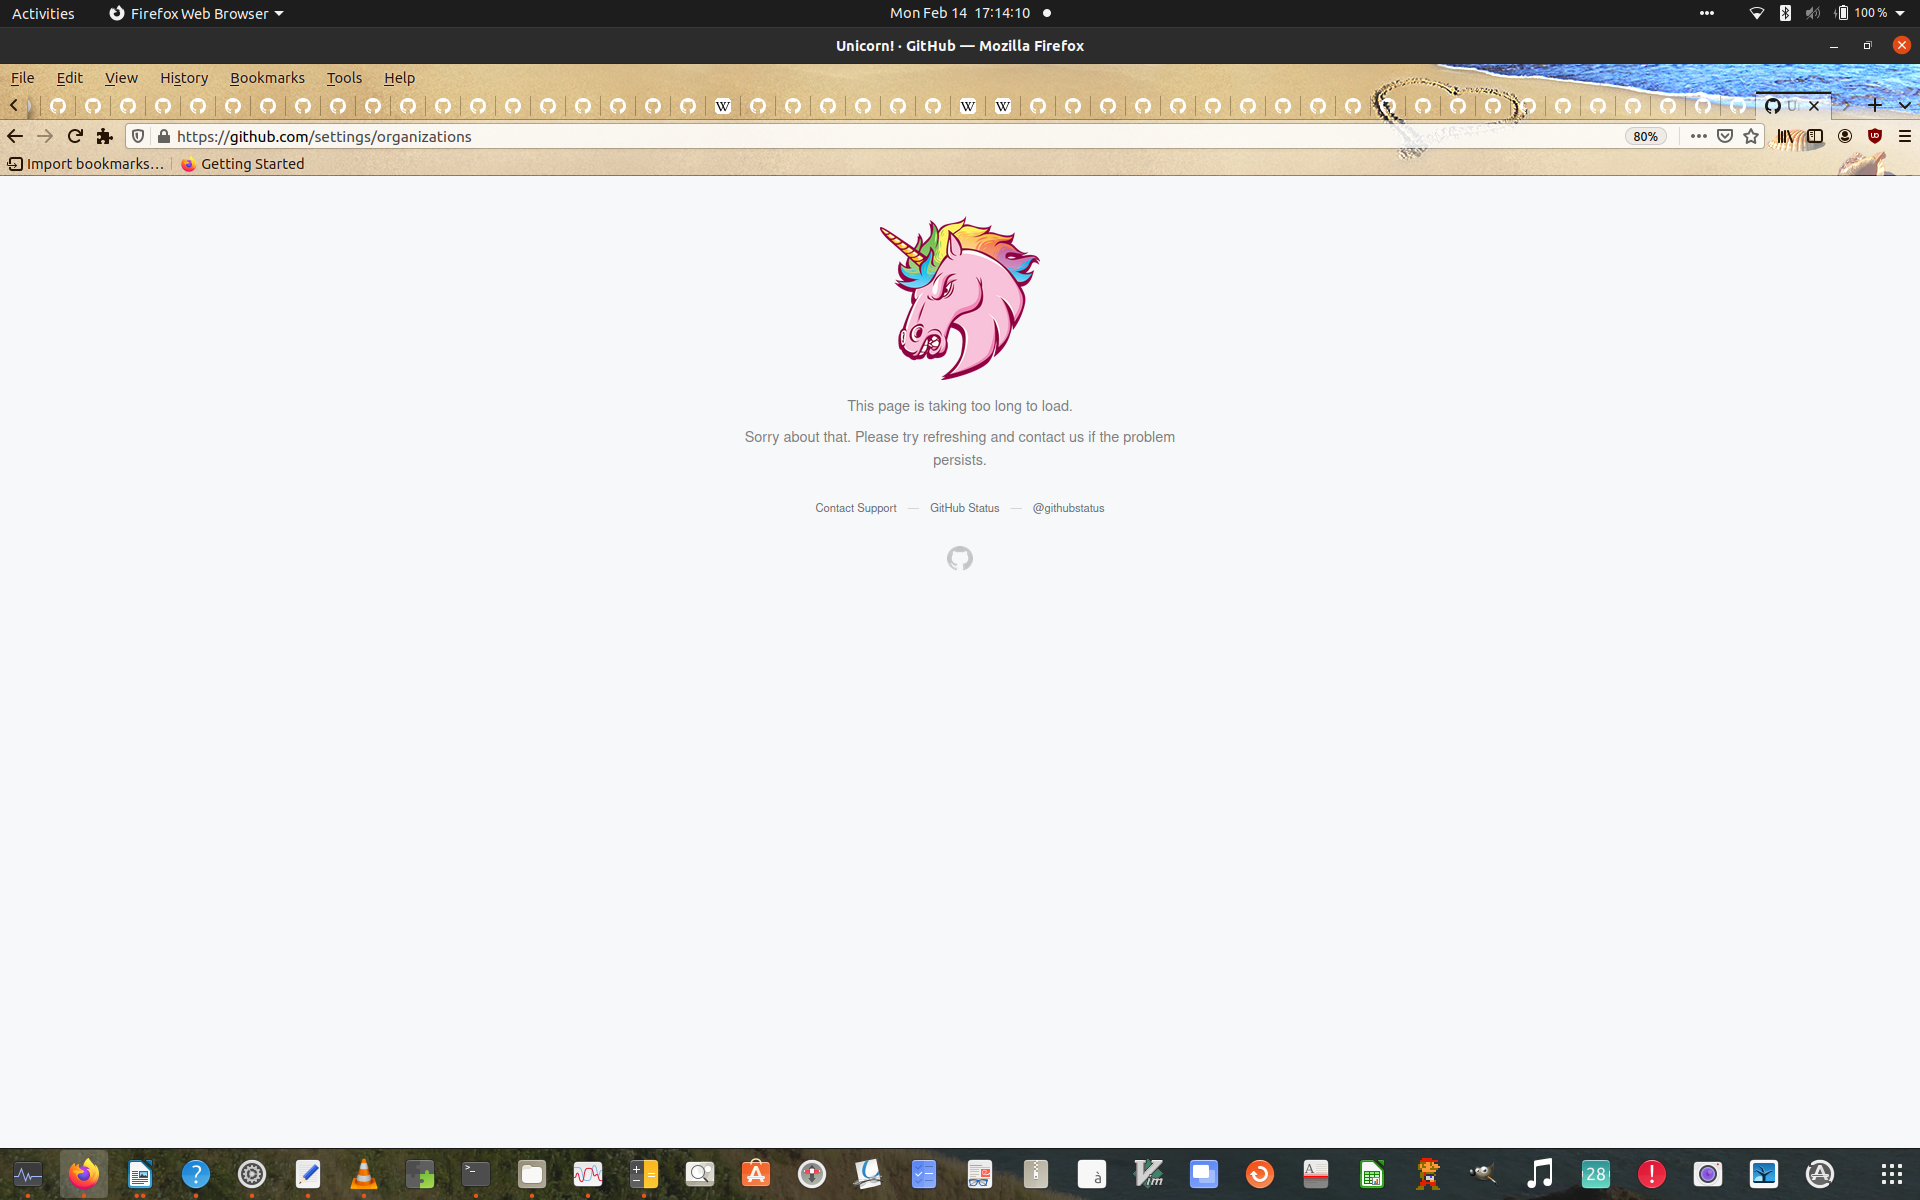 Activities
Firefox Web Browser
Mon Feb 14 17:14:10
100 %
Unicorn! · GitHub — Mozilla Firefox
File Edit View History Bookmarks Tools Help
W W W
https://github.com/settings/organizations
80%
Import bookmarks…
Getting Started
This page is taking too long to load.
Sorry about that. Please try refreshing and contact us if the problem
persists.
Contact Support — GitHub Status — @githubstatus
28